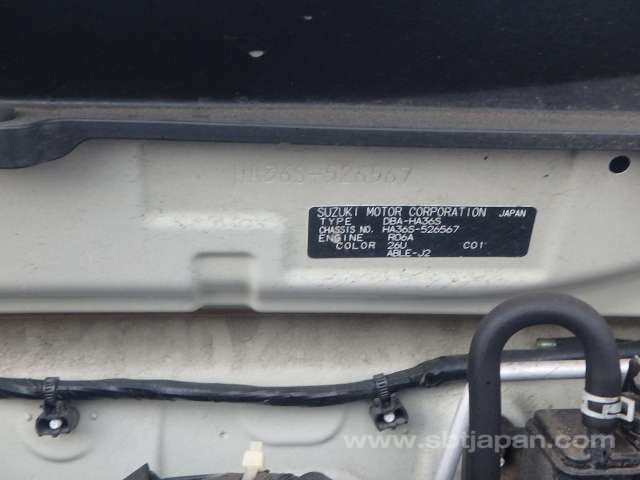 HA36S-526567
SUZUKI MOTOR CORPORATION JAPAN
TYPE DBA-HA36S
CHASSIS NO. HA36S-526567
ENGINE R06A
COLOR 26U C01
ABLE-J2
www.sbtjapan.com